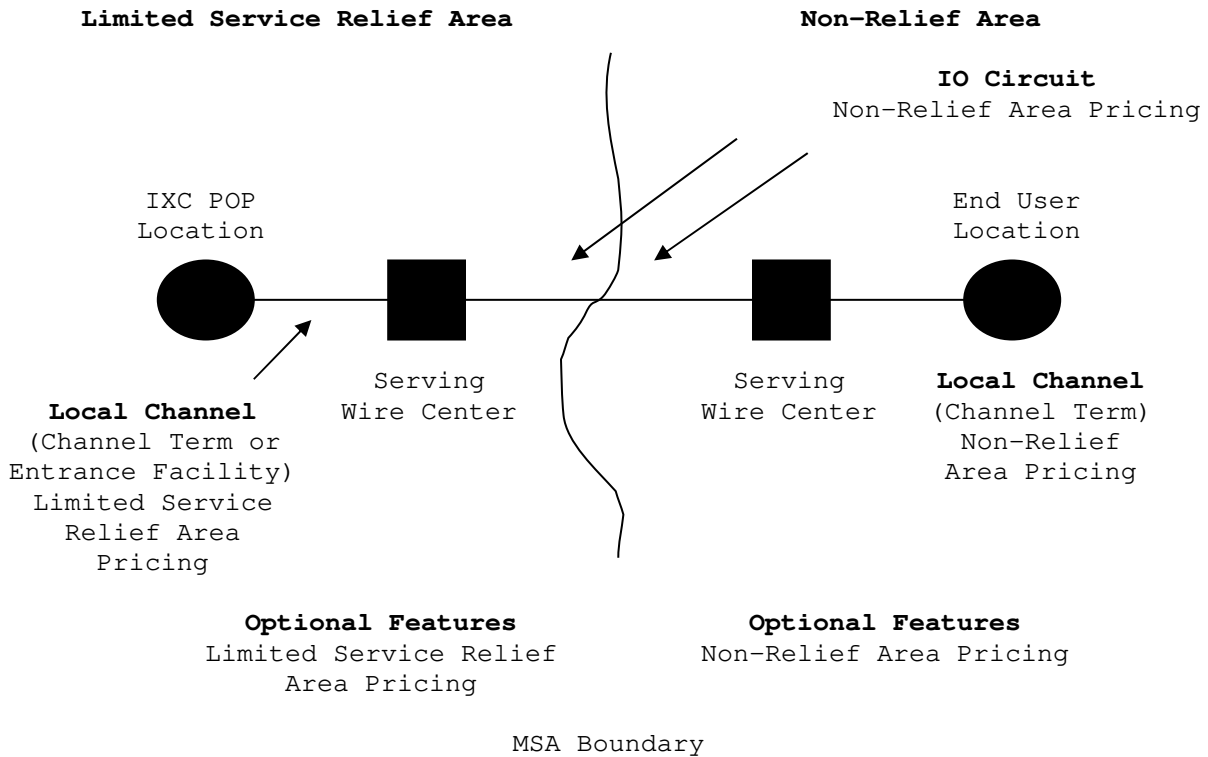 Limited Service Relief Area
Non-Relief Area
IO Circuit
Non-Relief Area Pricing
IXC POP
Location
End User
Location
Serving
Wire Center
Serving
Wire Center
Local Channel
(Channel Term or
Entrance Facility)
Limited Service
Relief Area
Pricing
Local Channel
(Channel Term)
Non-Relief
Area Pricing
Optional Features
Limited Service Relief
Area Pricing
Optional Features
Non-Relief Area Pricing
MSA Boundary